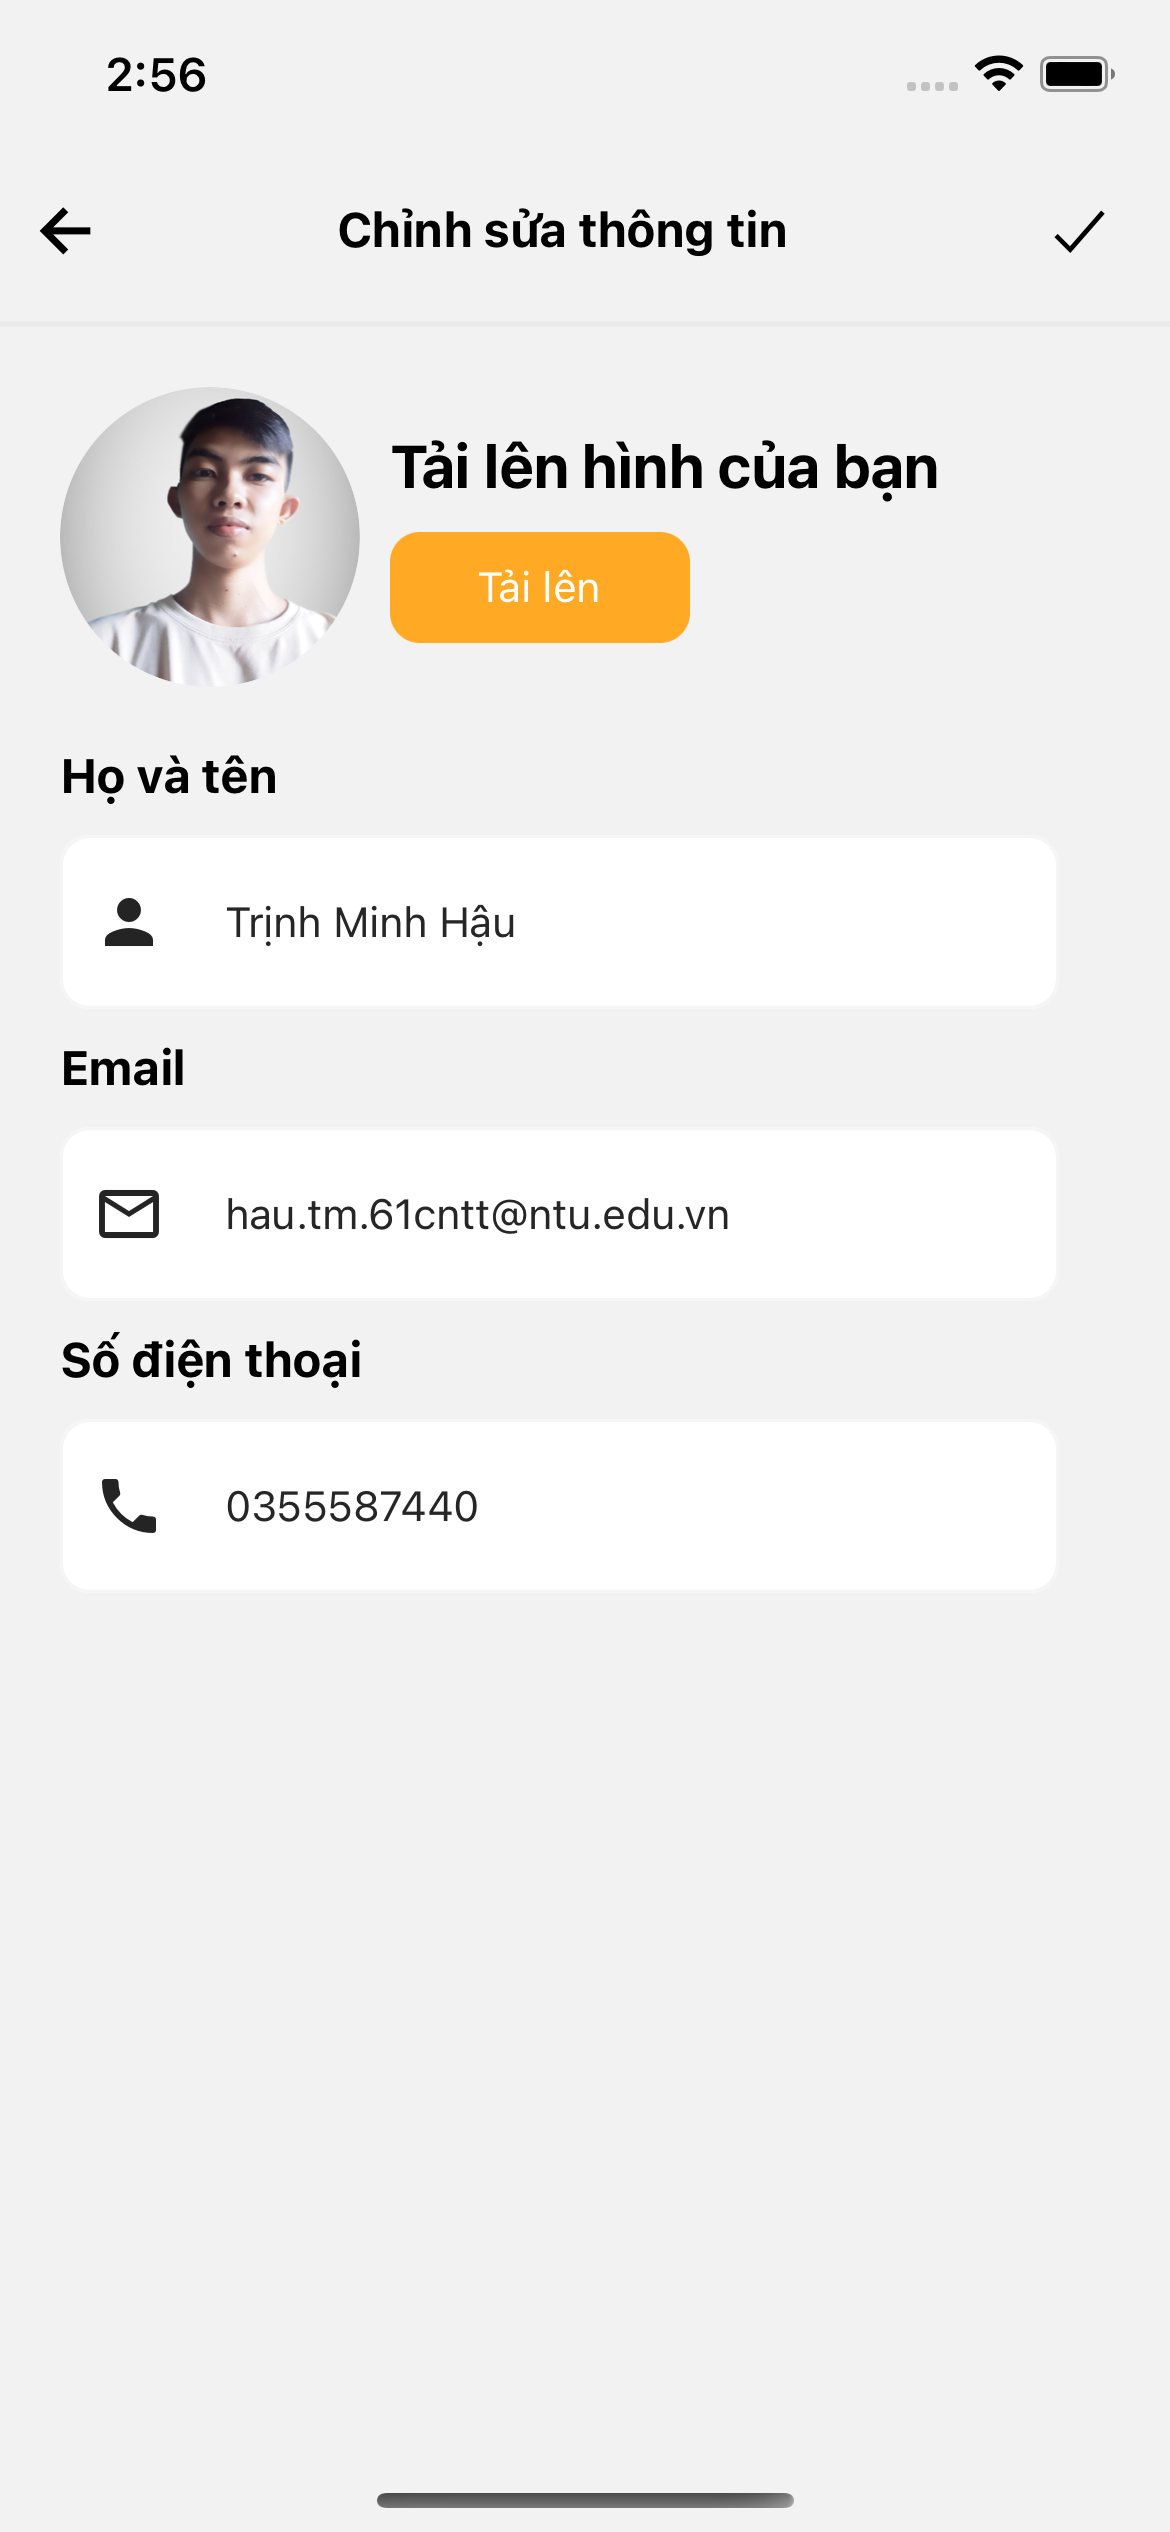 2:56
Chỉnh sửa thông tin
Tải lên hình của bạn
Tải lên
Họ và tên
Trịnh Minh Hậu
Email
hau.tm.61cntt@ntu.edu.vn
Số điện thoại
0355587440